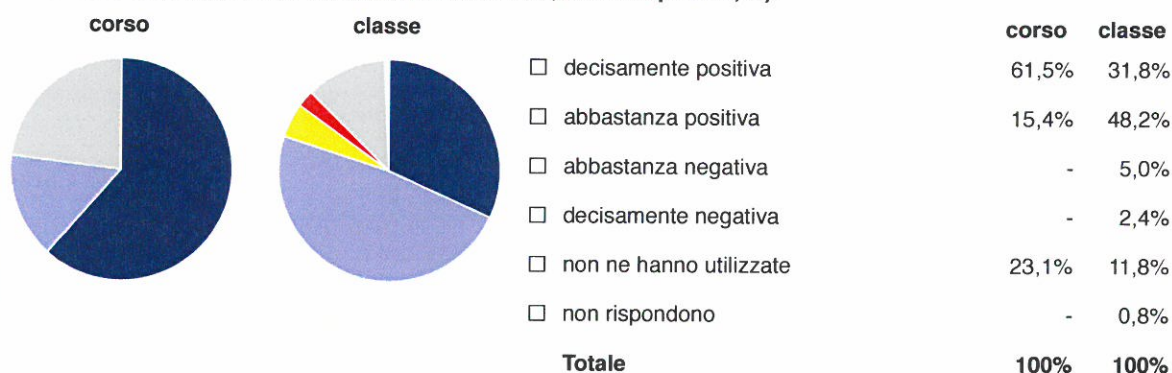 corso classe
corso classe
☐ decisamente positiva 61,5% 31,8%
☐ abbastanza positiva 15,4% 48,2%
☐ abbastanza negativa - 5,0%
☐ decisamente negativa - 2,4%
☐ non ne hanno utilizzate 23,1% 11,8%
☐ non rispondono - 0,8%
Totale 100% 100%